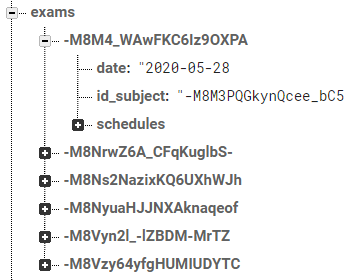 exams
-M8M4_WAwFKC6Iz9OXPA
date: "2020-05-28
id_subject: "-M8M3PQGkynQcee_bC5
schedules
-M8NrwZ6A_CFqKuglbS-
-M8Ns2NazixKQ6UXhWJh
-M8NyuaHJJNXAknaqeof
-M8Vyn2l_-lZBDM-MrTZ
-M8Vzy64yfgHUMIUDYTC